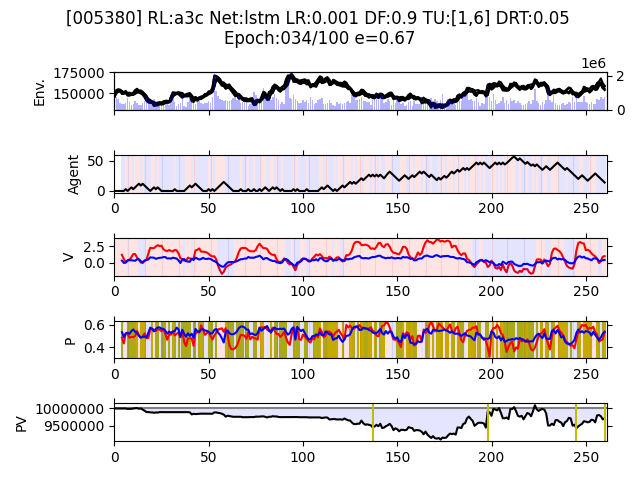 [005380] RL:a3c Net:lstm LR:0.001 DF:0.9 TU:[1,6] DRT:0.05
Epoch:034/100 e=0.67
1e6
175000
150000
2
0
Env.
50
0
Agent
0 50 100 150 200 250
2.5
0.0
V
0 50 100 150 200 250
0.6
0.4
P
0 50 100 150 200 250
10000000
9500000
PV
0 50 100 150 200 250